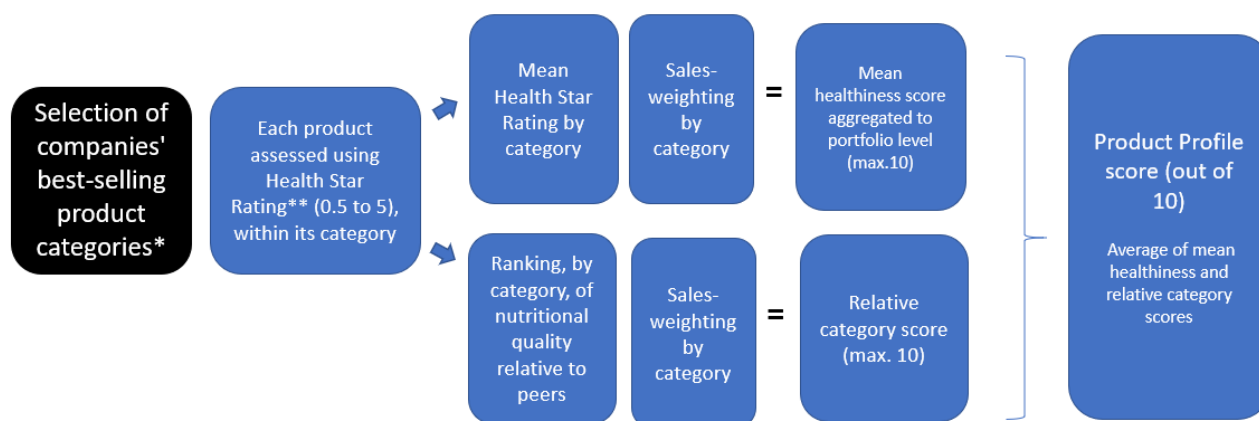 Selection of
companies'
best-selling
product
categories*
Each product
assessed using
Health Star
Rating** (0.5 to 5),
within its category
Mean
Health Star
Rating by
category
Sales-
weighting
by
category
=
Mean
healthiness score
aggregated to
portfolio level
(max.10)
Ranking, by
category, of
nutritional
quality
relative to
peers
Sales-
weighting
by
category
=
Relative
category score
(max. 10)
Product Profile
score (out of
10)
Average of mean
healthiness and
relative category
scores